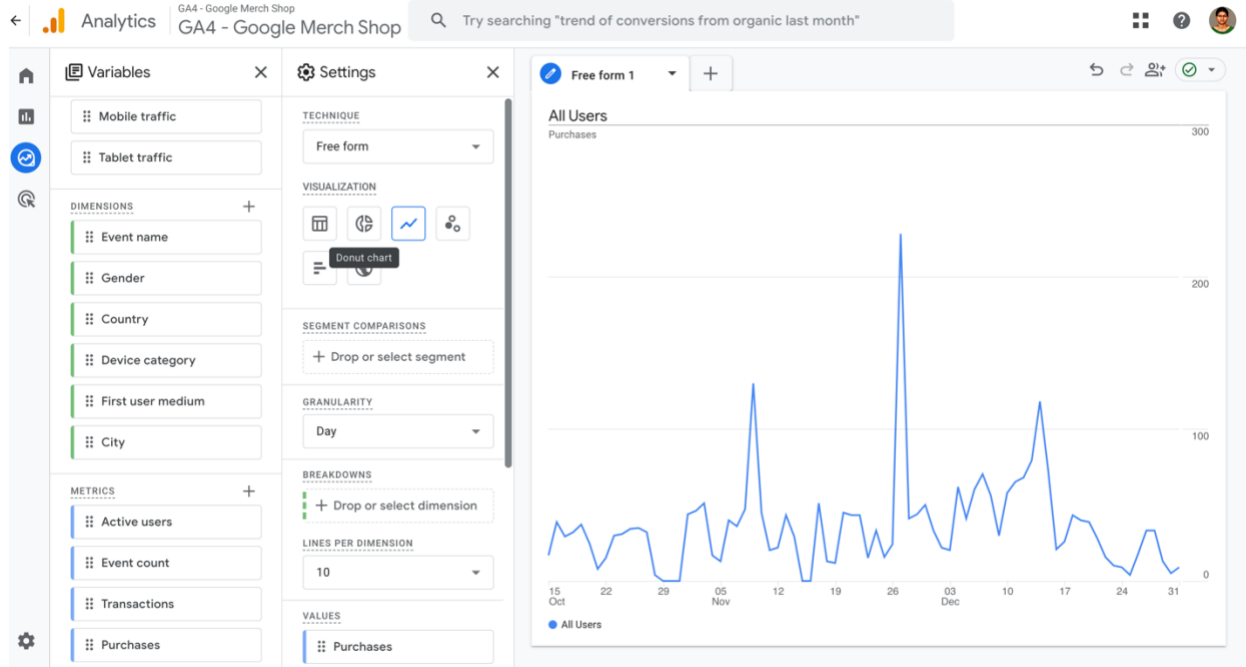 Analytics
GA4 - Google Merch Shop
GA4 - Google Merch Shop
Try searching "trend of conversions from organic last month"
Variables
Mobile traffic
Tablet traffic
DIMENSIONS
Event name
Gender
Country
Device category
First user medium
City
METRICS
Active users
Event count
Transactions
Purchases
Settings
TECHNIQUE
Free form
VISUALIZATION
Donut chart
SEGMENT COMPARISONS
Drop or select segment
GRANULARITY
Day
BREAKDOWNS
Drop or select dimension
LINES PER DIMENSION
10
VALUES
Purchases
Free form 1
All Users
Purchases
300
200
100
0
15 22 29 05 12 19 26 03 10 17 24 31
Oct Nov Dec
All Users